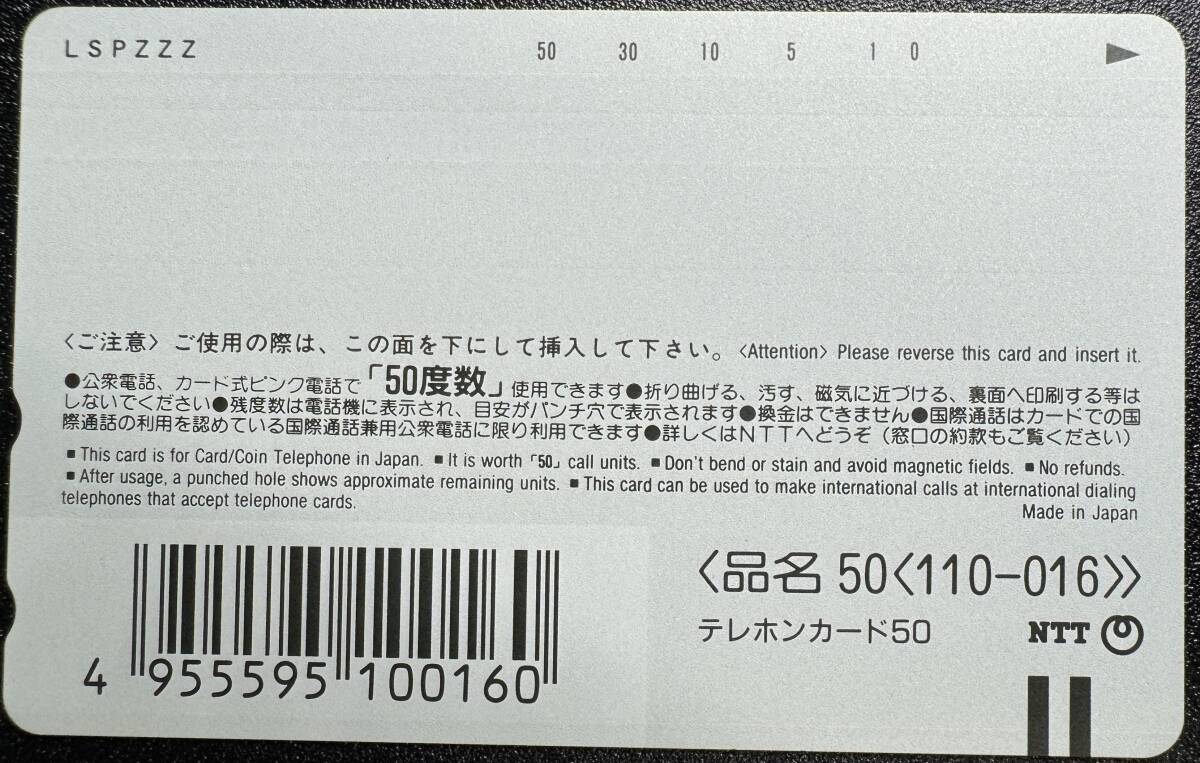 LSPZZZ 50 30 10 5 1 0
〈ご注意〉ご使用の際は、この面を下にして挿入して下さい。〈Attention〉 Please reverse this card and insert it.
●公衆電話、カード式ピンク電話で「50度数」使用できます●折り曲げる、汚す、磁気に近づける、裏面へ印刷する等は
しないでください●残度数は電話機に表示され、目安がパンチ穴で表示されます●換金はできません●国際通話はカードでの国
際通話の利用を認めている国際通話兼用公衆電話に限り利用できます●詳しくはNTTへどうぞ（窓口の約款もご覧ください）
■This card is for Card/Coin Telephone in Japan. ■It is worth「50」call units. ■Don't bend or stain and avoid magnetic fields. ■No refunds.
■After usage, a punched hole shows approximate remaining units. ■This card can be used to make international calls at international dialing
telephones that accept telephone cards.
Made in Japan
〈品名 50〈110-016〉〉
テレホンカード50 NTT
4 955595 100160